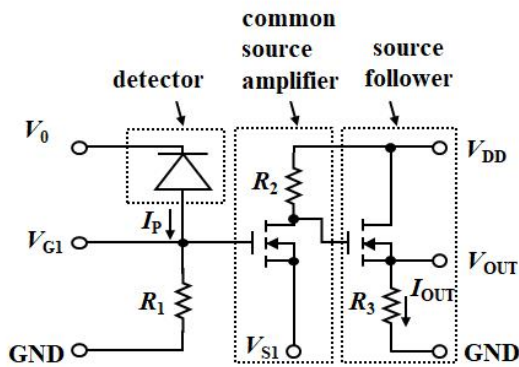 common
source
amplifier
source
follower
detector
V0
VDD
R2
IP
VG1
VOUT
R1
R3
IOUT
VS1
GND
GND